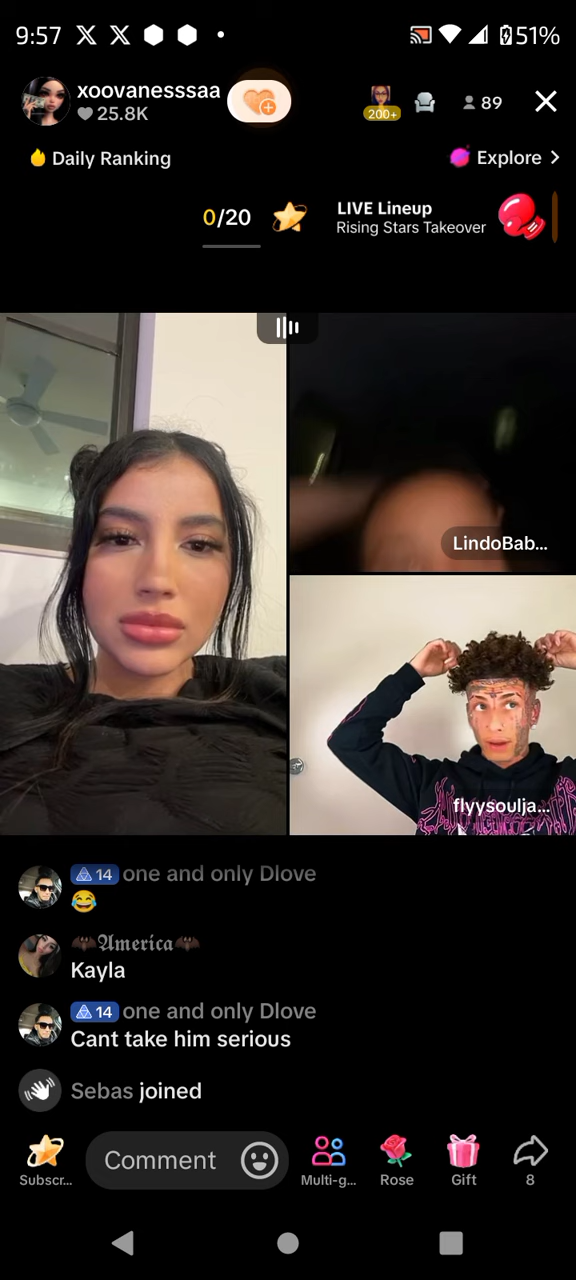 9:57
51%
xoovanesssaa
25.8K
200+
89
Daily Ranking
Explore
0/20
LIVE Lineup
Rising Stars Takeover
LindoBab...
flyysoulja...
14 one and only Dlove
😂
🦇𝕬𝖒𝖊𝖗𝖎𝖈𝖆🦇
Kayla
14 one and only Dlove
Cant take him serious
Sebas joined
Comment
Subscr...
Multi-g...
Rose
Gift
8